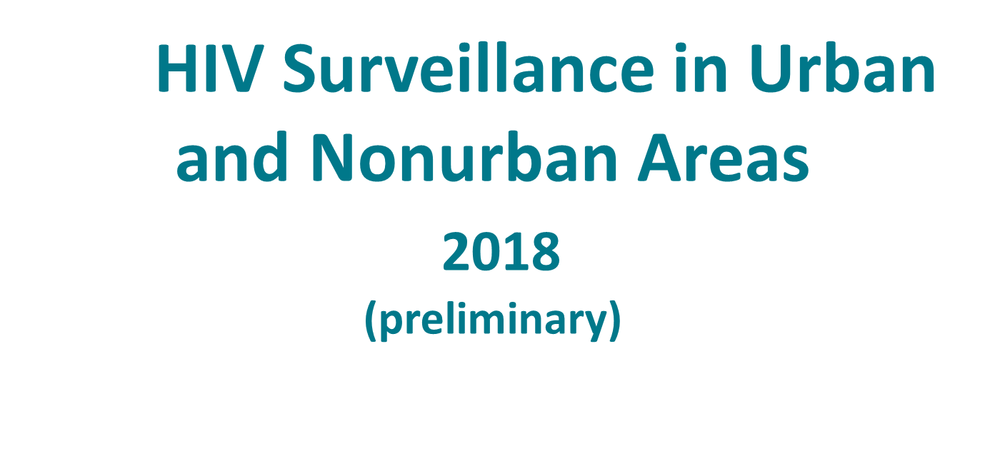 HIV Surveillance in Urban
and Nonurban Areas
2018
(preliminary)